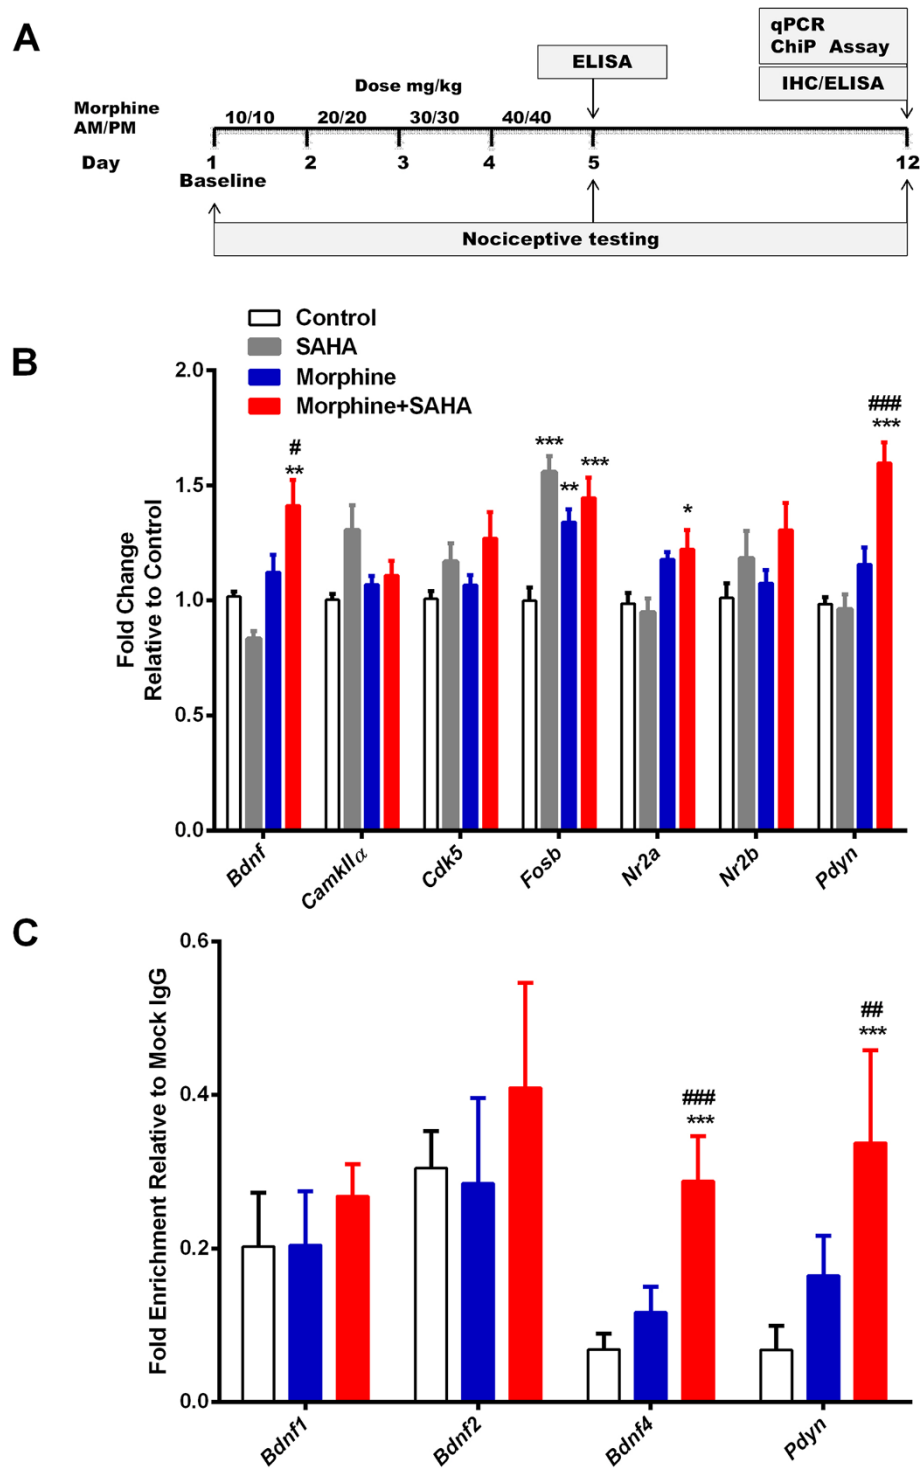 A
qPCR
ChiP Assay
ELISA
IHC/ELISA
Dose mg/kg
Morphine
AM/PM
10/10 20/20 30/30 40/40
Day 1 2 3 4 5 12
Baseline
Nociceptive testing
B
Control
SAHA
Morphine
Morphine+SAHA
Fold Change
Relative to Control
2.0
1.5
1.0
0.5
0.0
#
**
***
**
***
*
###
***
Bdnf CamkIIα Cdk5 Fosb Nr2a Nr2b Pdyn
C
Fold Enrichment Relative to Mock IgG
0.6
0.4
0.2
0.0
###
***
##
***
Bdnf1 Bdnf2 Bdnf4 Pdyn